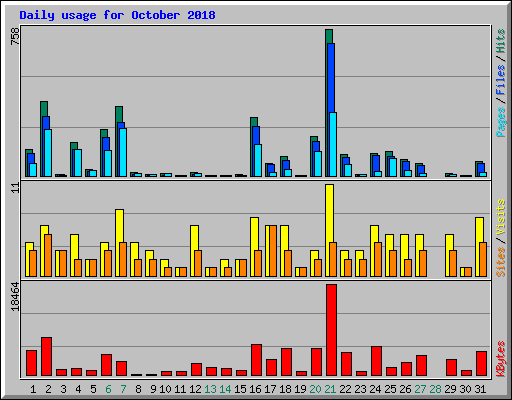 Daily usage for October 2018
758
Pages / Files / Hits
11
Sites / Visits
18464
KBytes
1 2 3 4 5 6 7 8 9 10 11 12 13 14 15 16 17 18 19 20 21 22 23 24 25 26 27 28 29 30 31